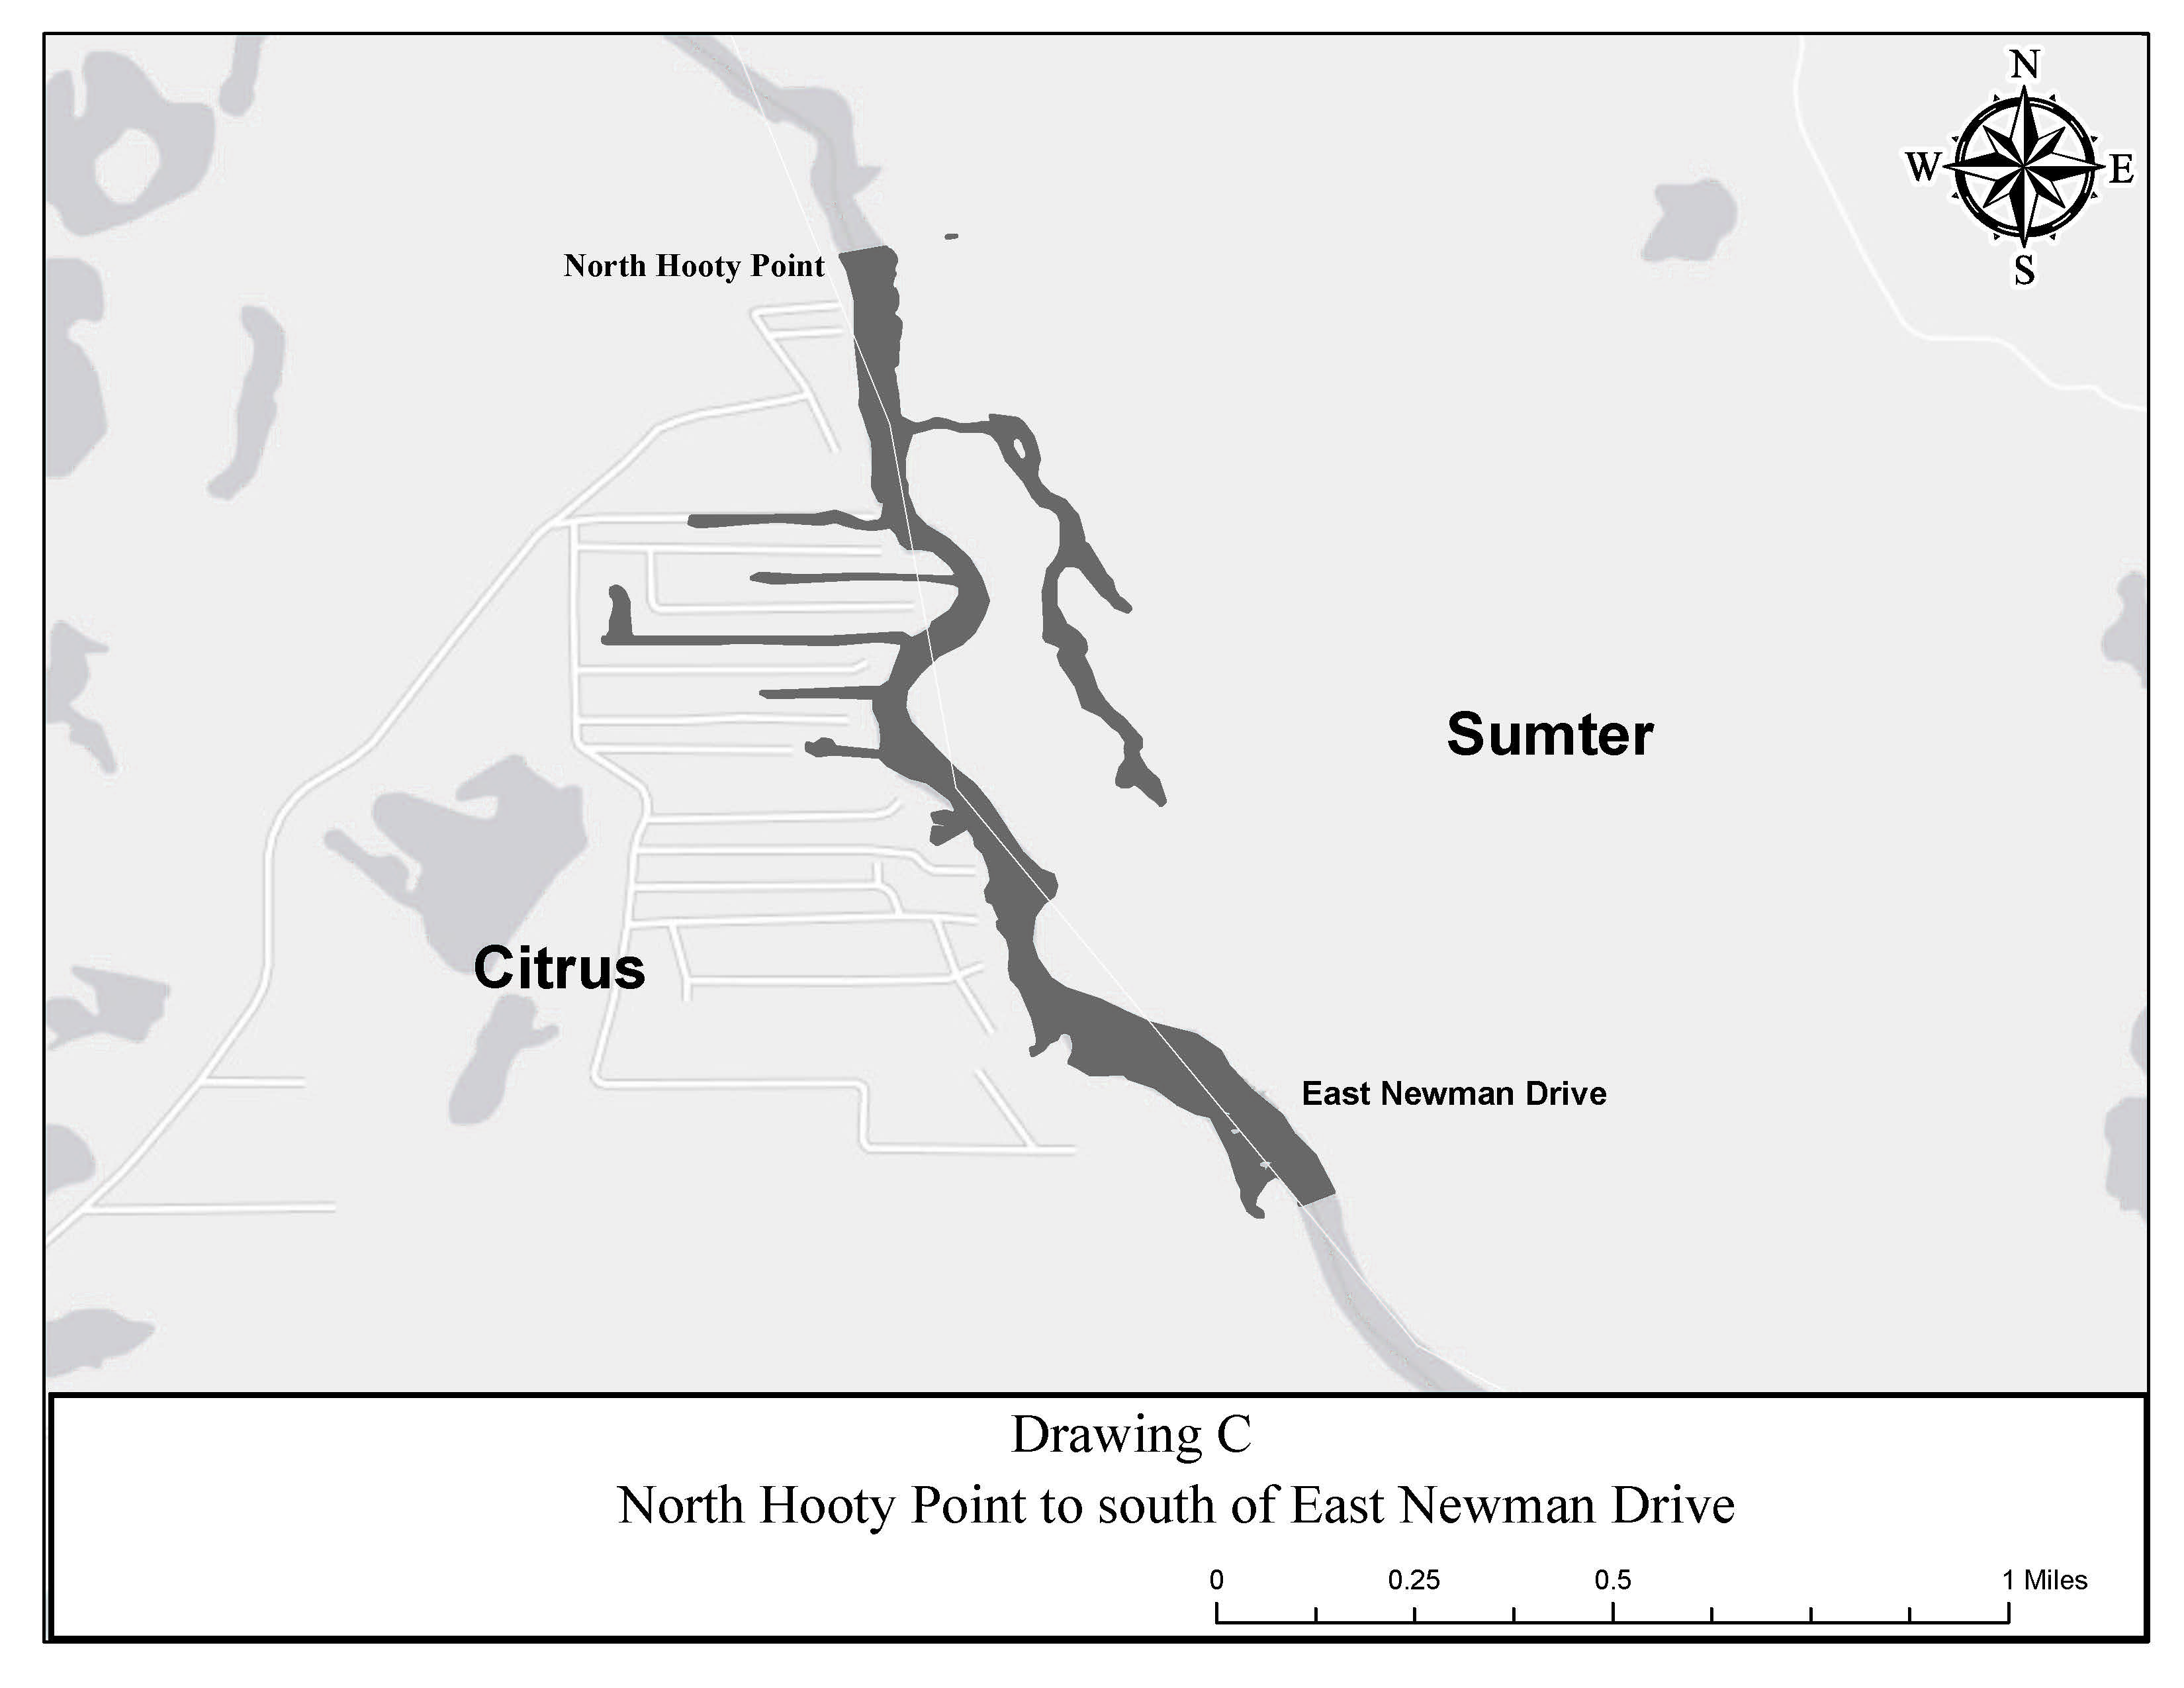 N
W E
S
North Hooty Point
Sumter
Citrus
East Newman Drive
Drawing C
North Hooty Point to south of East Newman Drive
0 0.25 0.5 1 Miles